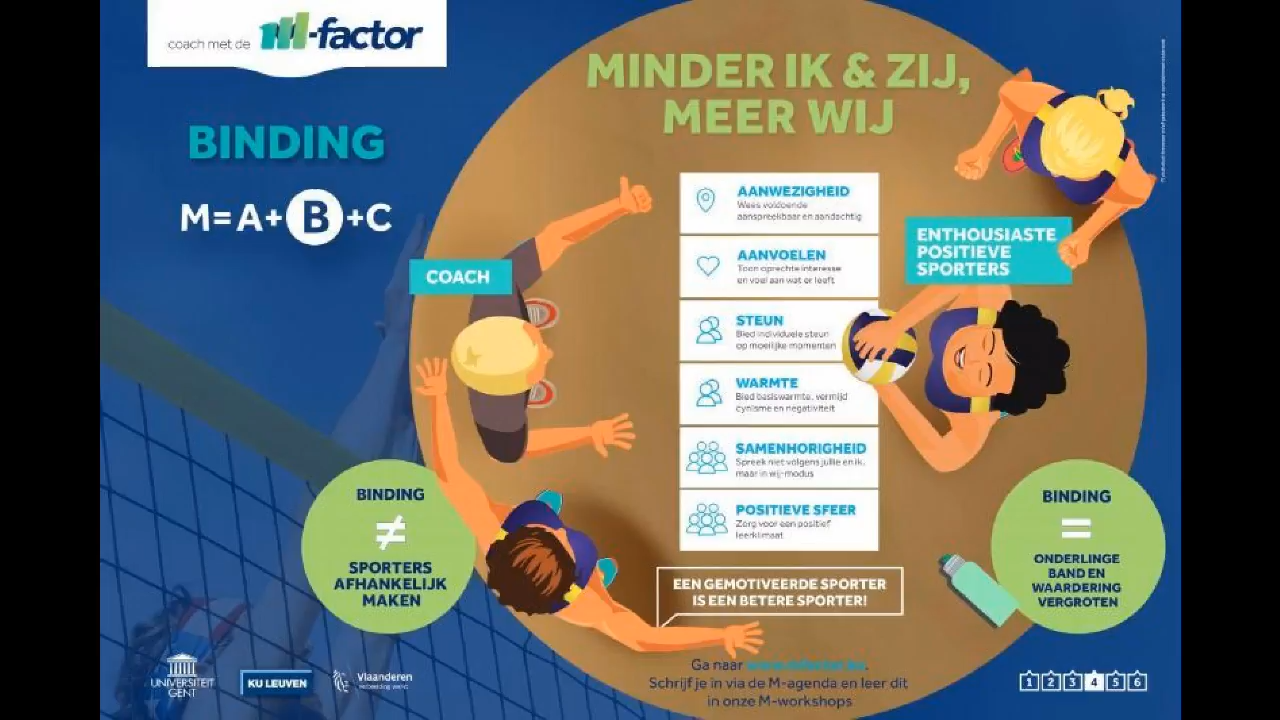 coach met de M-factor
BINDING
M=A+B+C
MINDER IK & ZIJ,
MEER WIJ
COACH
ENTHOUSIASTE
POSITIEVE
SPORTERS
AANWEZIGHEID
Wees voldoende
aanspreekbaar en aandachtig
AANVOELEN
Toon oprechte interesse
en voel aan wat er leeft
STEUN
Bied individuele steun
op moeilijke momenten
WARMTE
Bied basiswarmte, vermijd
cynisme en negativiteit
SAMENHORIGHEID
Spreek niet volgens jullie en ik,
maar in wij-modus
POSITIEVE SFEER
Zorg voor een positief
leerklimaat
BINDING
≠
SPORTERS
AFHANKELIJK
MAKEN
BINDING
=
ONDERLINGE
BAND EN
WAARDERING
VERGROTEN
EEN GEMOTIVEERDE SPORTER
IS EEN BETERE SPORTER!
Ga naar
Schrijf je in via de M-agenda en leer dit
in onze M-workshops
UNIVERSITEIT
GENT
KU LEUVEN
Vlaanderen
1 2 3 4 5 6